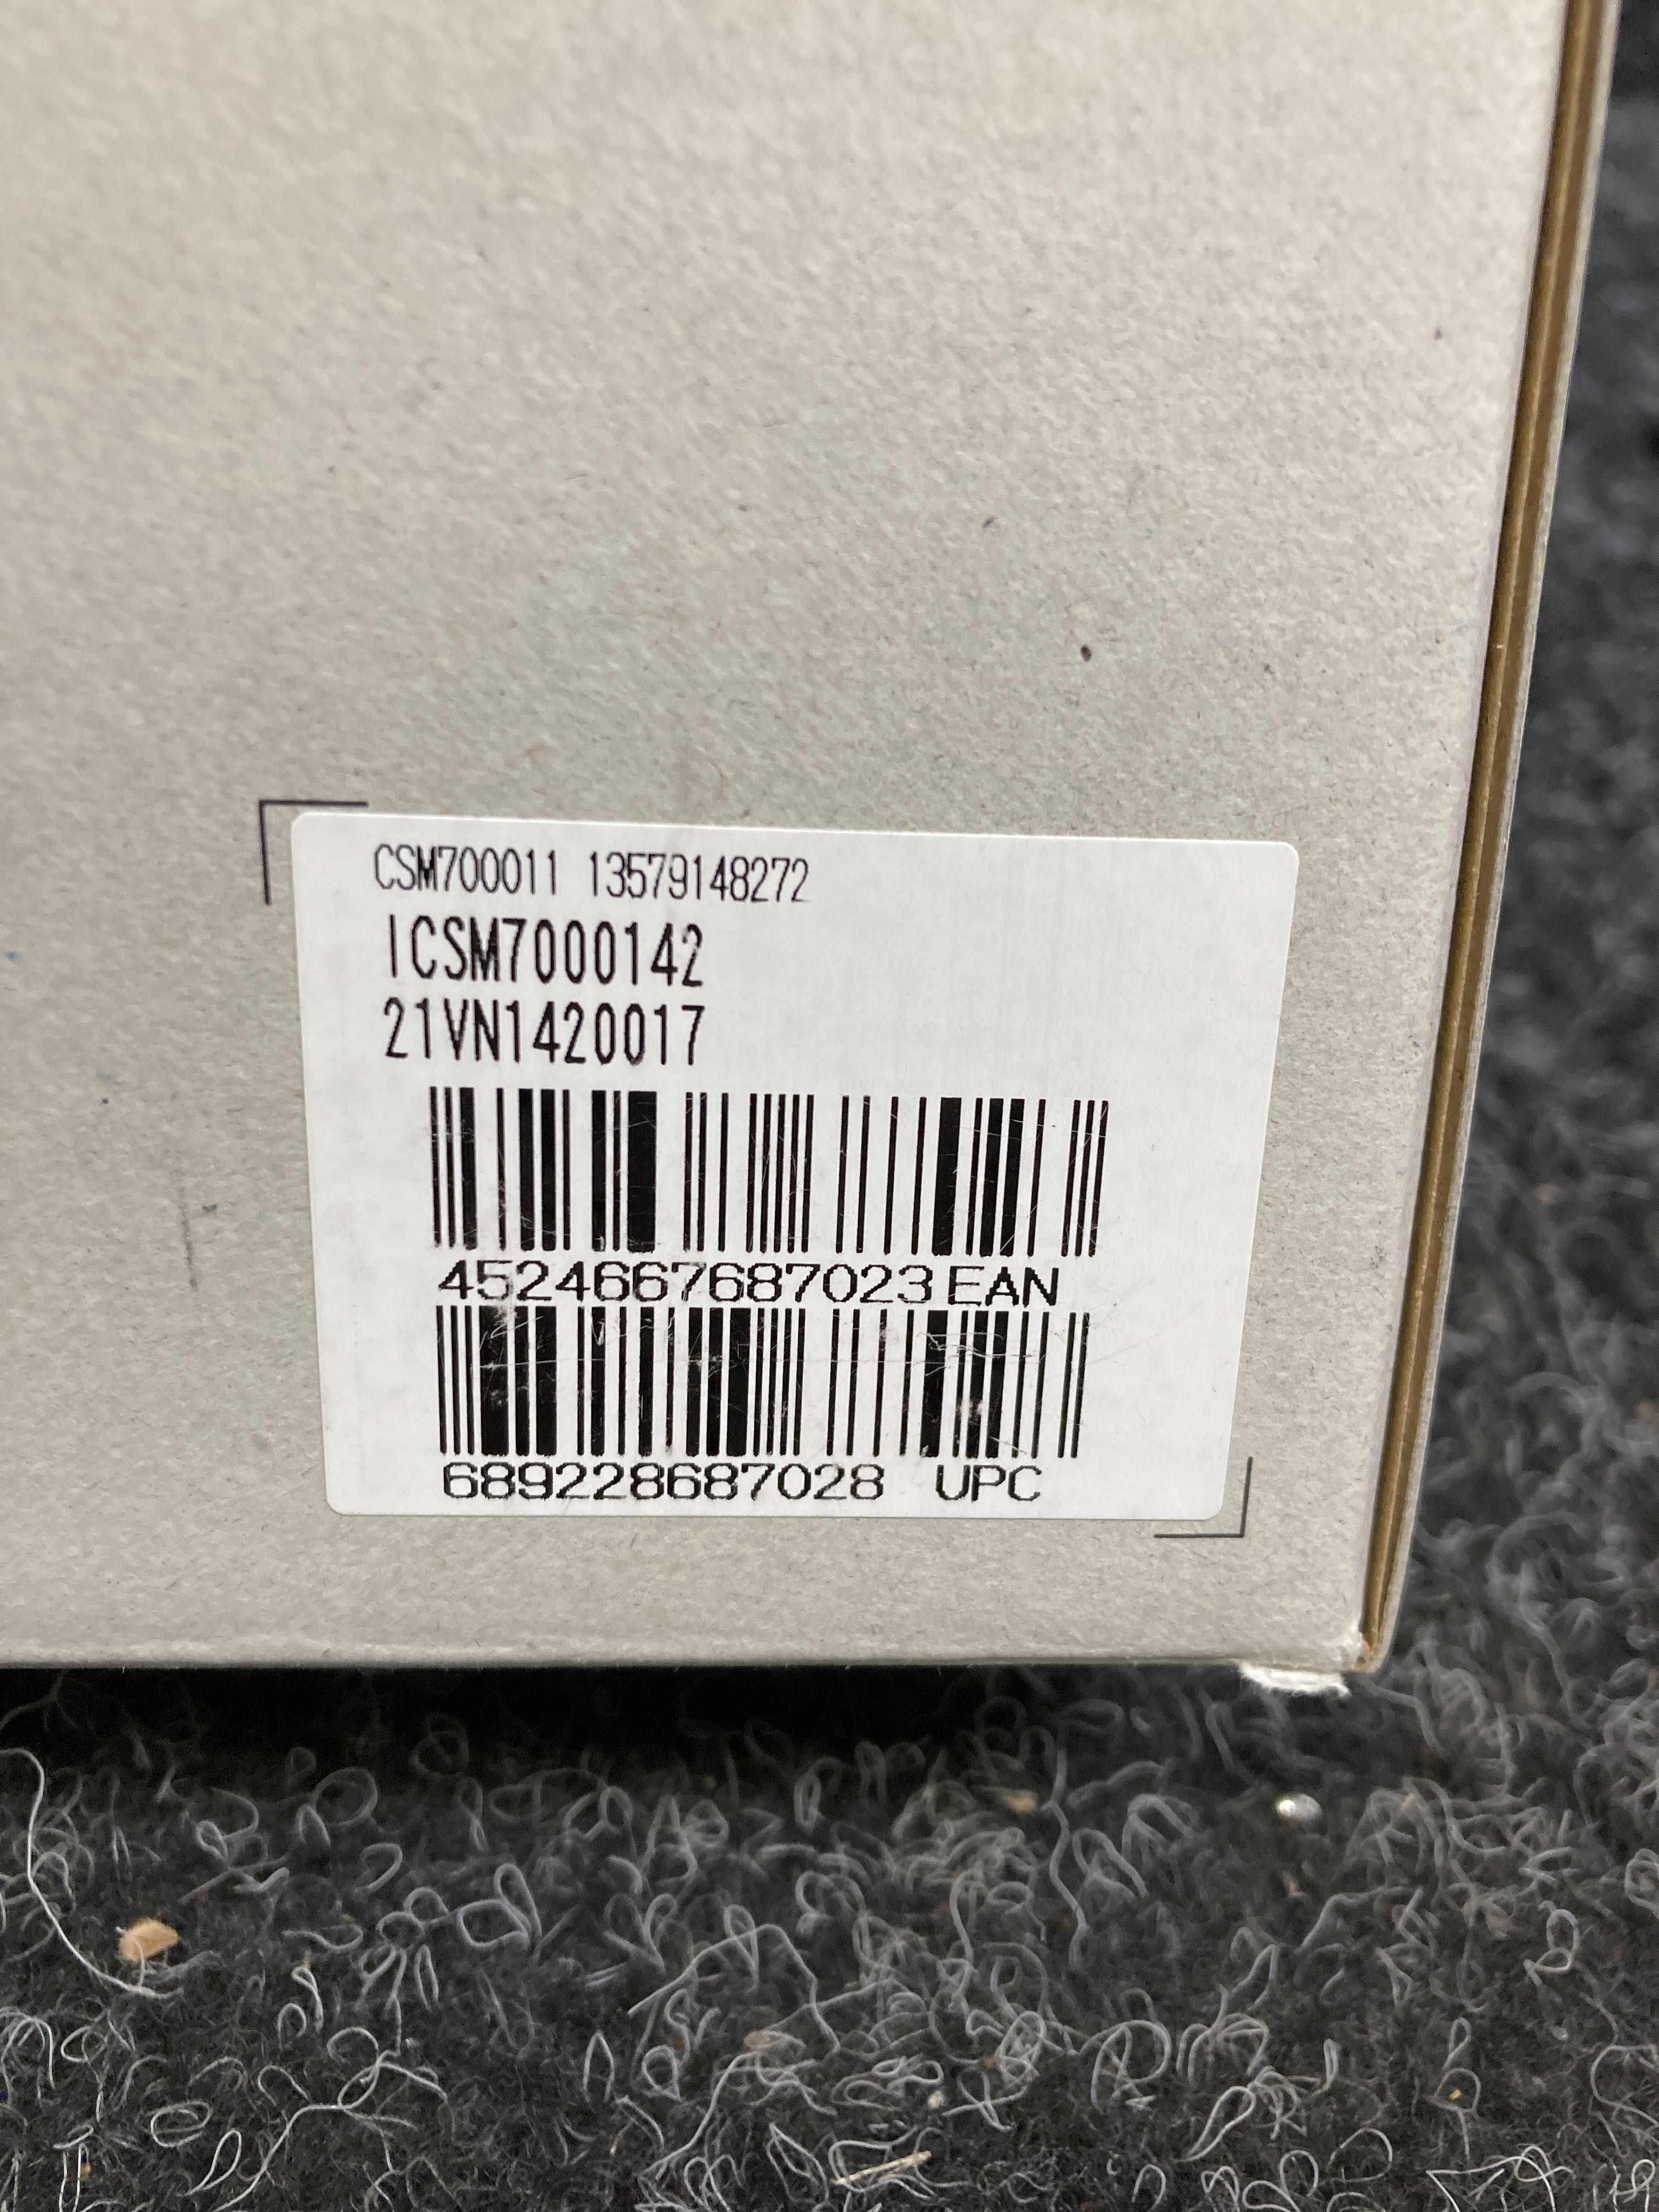 CSM700011 13579148272
ICSM7000142
21VN1420017
4524667687023 EAN
689228687028 UPC